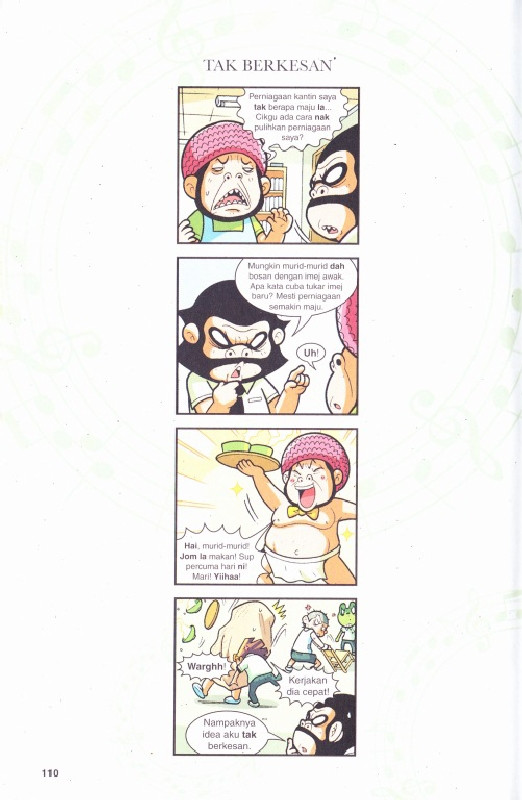 TAK BERKESAN
Perniagaan kantin saya
tak berapa maju la...
Cikgu ada cara nak
pulihkan perniagaan
saya?
Mungkin murid-murid dah
bosan dengan imej awak.
Apa kata cuba tukar imej
baru? Mesti perniagaan
semakin maju.
Uh!
Hai, murid-murid!
Jom la makan! Sup
percuma hari ni!
Mari! Yiihaa!
Warghh!
Kerjakan
dia cepat!
Nampaknya
idea aku tak
berkesan.
110